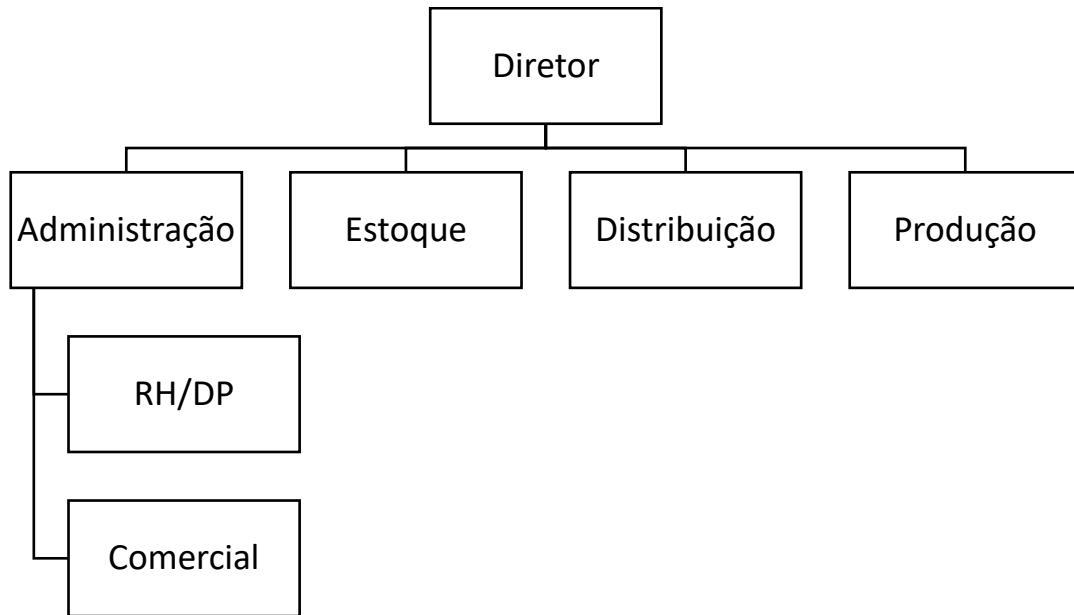 Diretor
Administração
Estoque
Distribuição
Produção
RH/DP
Comercial